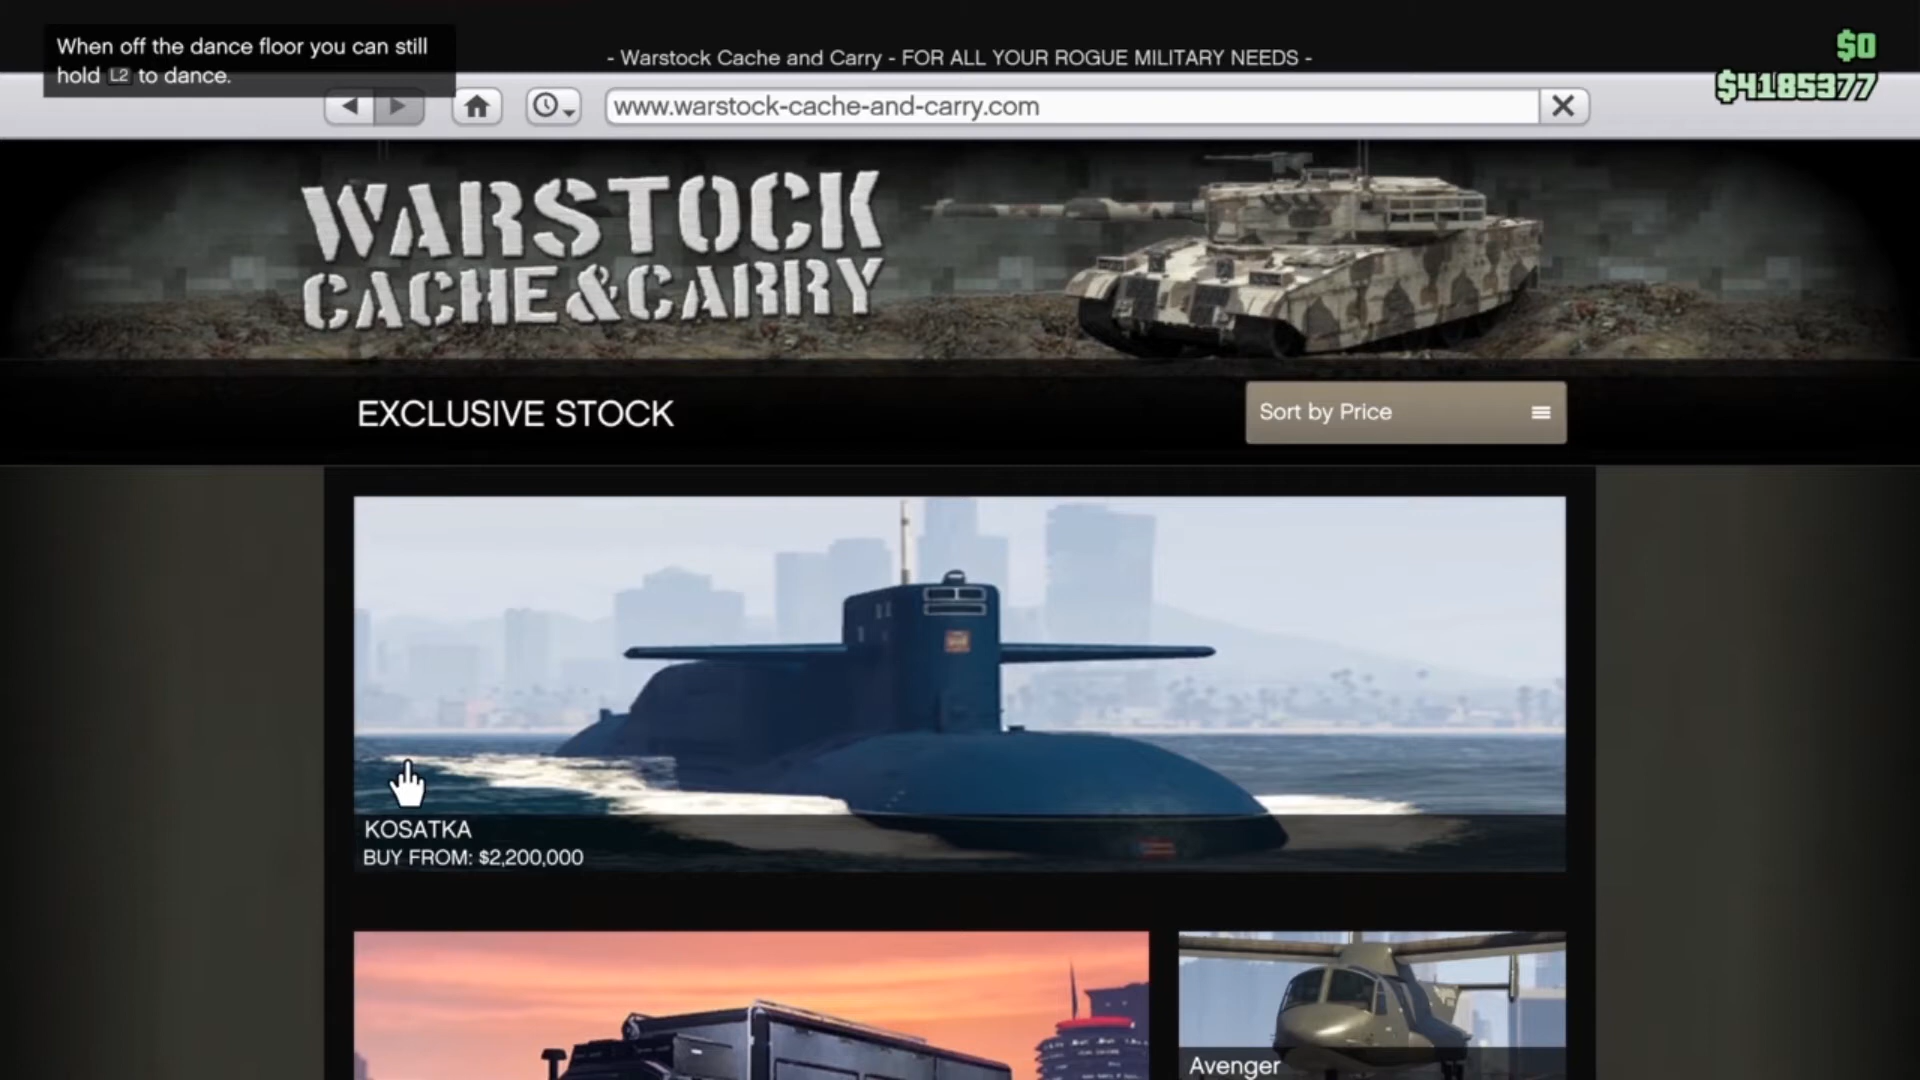 When off the dance floor you can still
hold L2 to dance.
- Warstock Cache and Carry - FOR ALL YOUR ROGUE MILITARY NEEDS -
$0
$4185377
www.warstock-cache-and-carry.com
WARSTOCK
CACHE&CARRY
EXCLUSIVE STOCK
Sort by Price
KOSATKA
BUY FROM: $2,200,000
Avenger